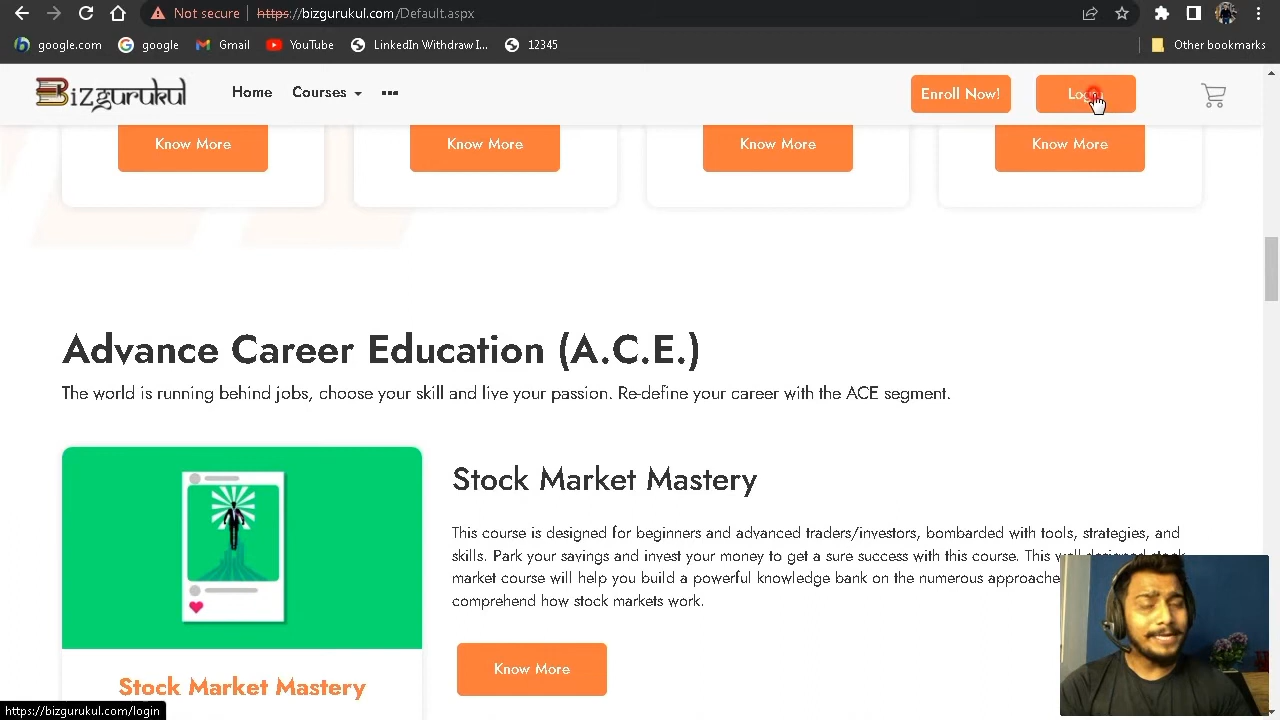 Not secure https://bizgurukul.com/Default.aspx
google.com google Gmail YouTube LinkedIn Withdraw I... 12345 Other bookmarks
Bizgurukul Home Courses Enroll Now!
Know More Know More Know More Know More
Advance Career Education (A.C.E.)
The world is running behind jobs, choose your skill and live your passion. Re-define your career with the ACE segment.
Stock Market Mastery
This course is designed for beginners and advanced traders/investors, bombarded with tools, strategies, and
skills. Park your savings and invest your money to get a sure success with this course. This well designed stock
market course will help you build a powerful knowledge bank on the numerous approache
comprehend how stock markets work.
Know More
Stock Market Mastery
https://bizgurukul.com/login